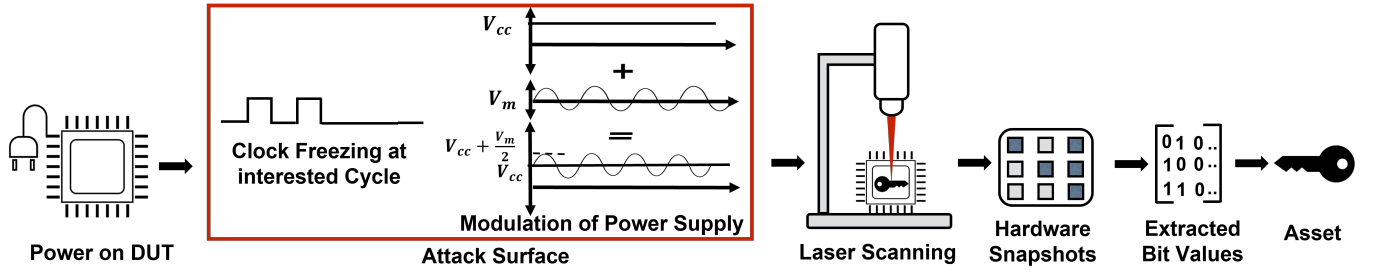 V_cc
+
V_m
=
V_cc + V_m/2
V_cc
Clock Freezing at
interested Cycle
Modulation of Power Supply
Power on DUT
Attack Surface
Laser Scanning
Hardware
Snapshots
0 1 0 ..
1 0 0 ..
1 1 0 ..
Extracted
Bit Values
Asset